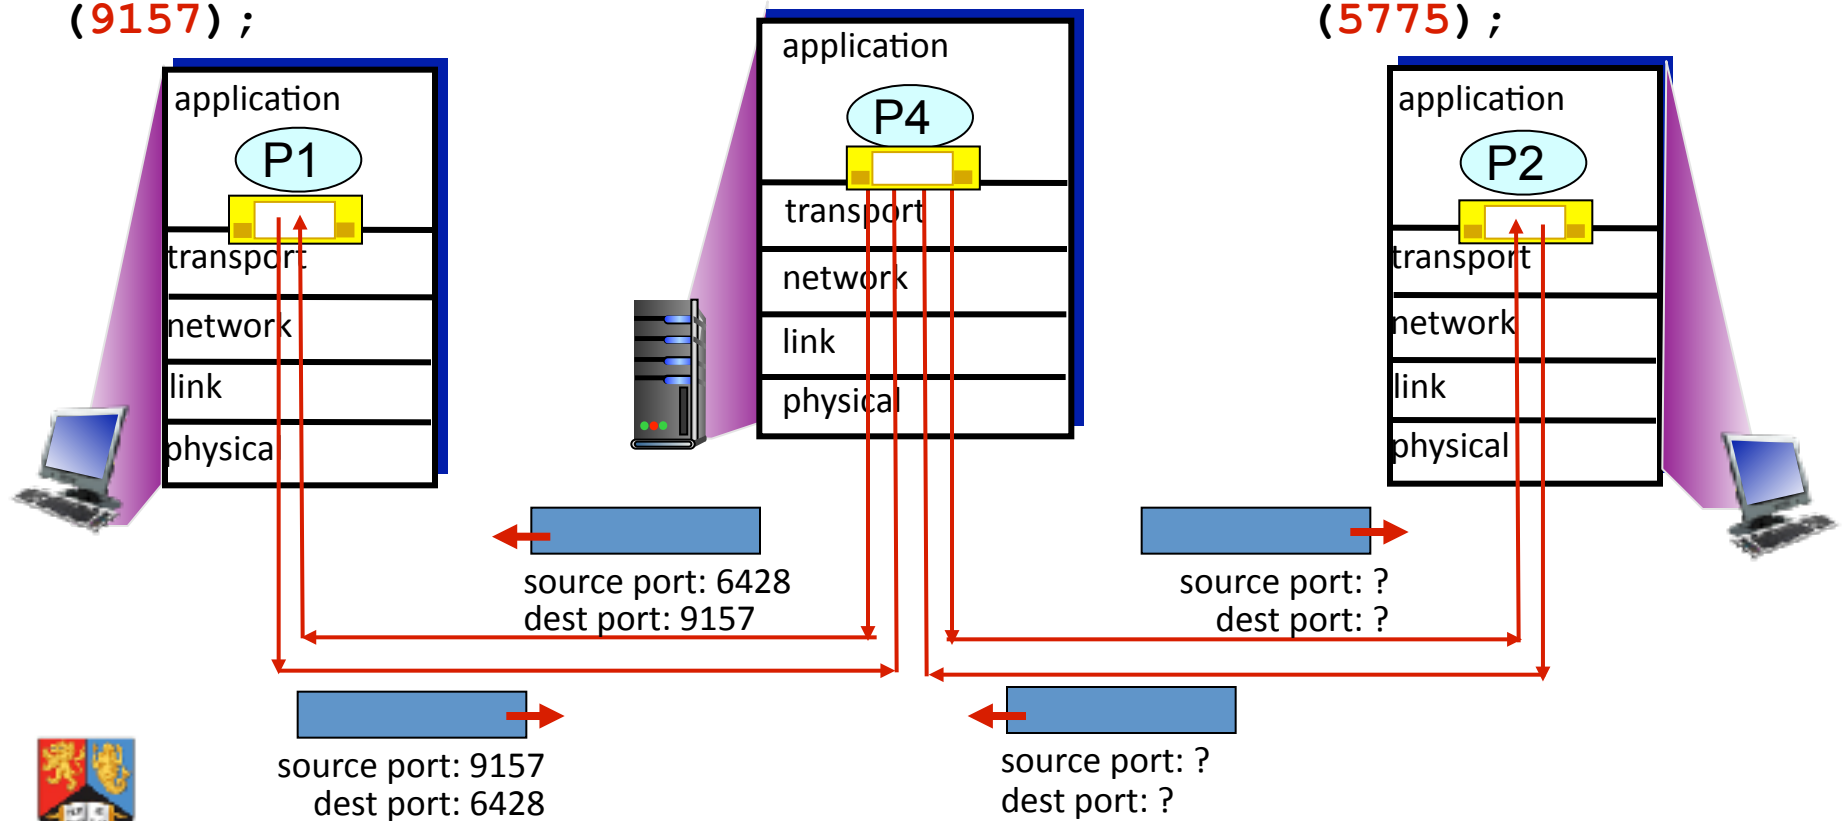 (9157);
(5775);
application
P1
transport
network
link
physical
application
P4
transport
network
link
physical
application
P2
transport
network
link
physical
source port: 6428
dest port: 9157
source port: ?
dest port: ?
source port: 9157
dest port: 6428
source port: ?
dest port: ?